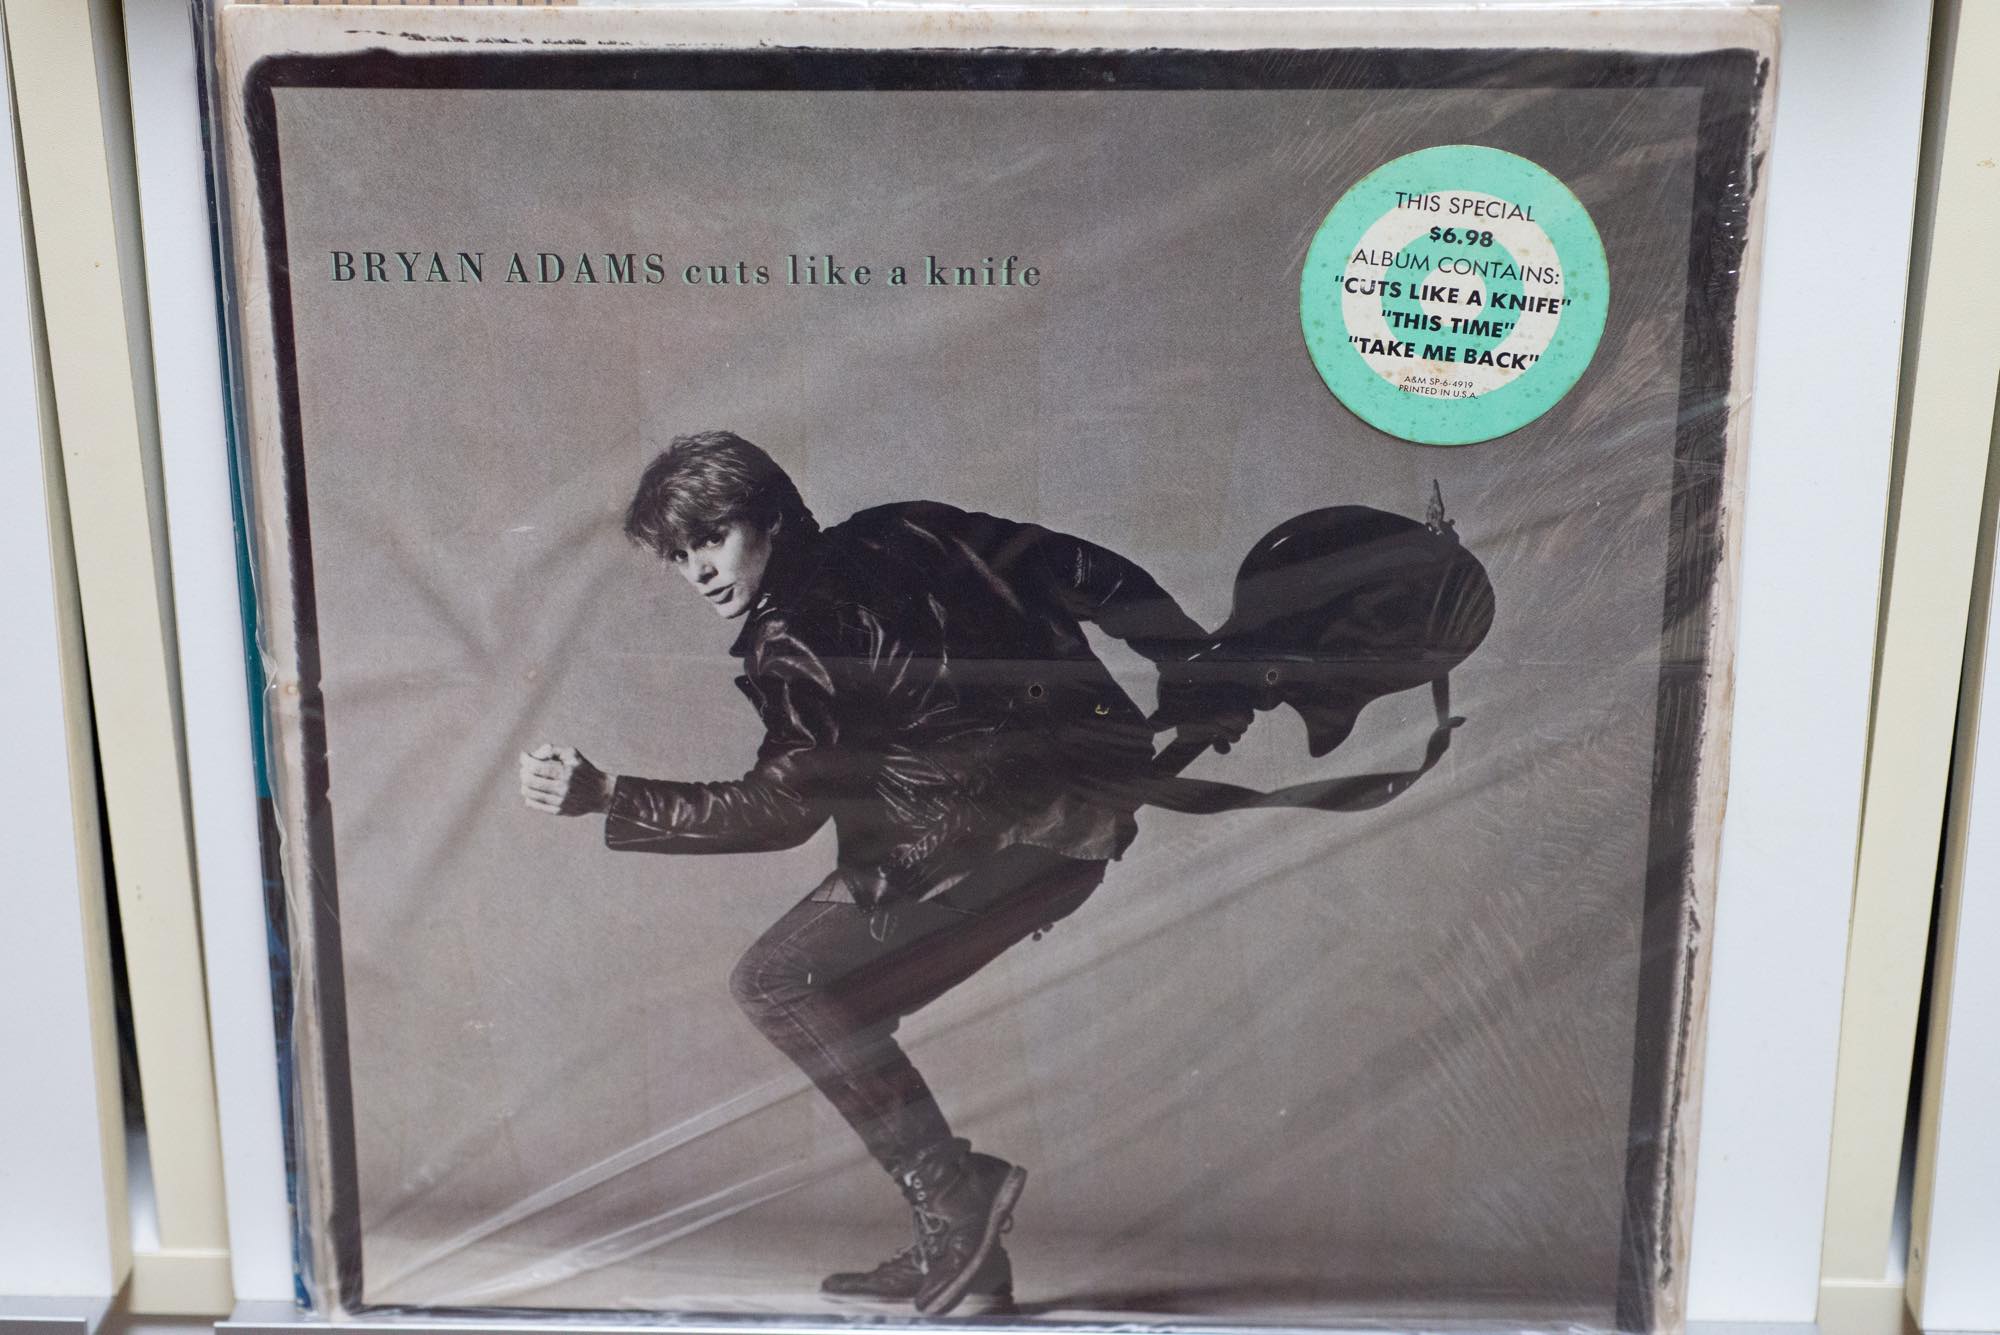 BRYAN ADAMS cuts like a knife
THIS SPECIAL
$6.98
ALBUM CONTAINS:
"CUTS LIKE A KNIFE"
"THIS TIME"
"TAKE ME BACK"
A&M SP-6-4919
PRINTED IN U.S.A.